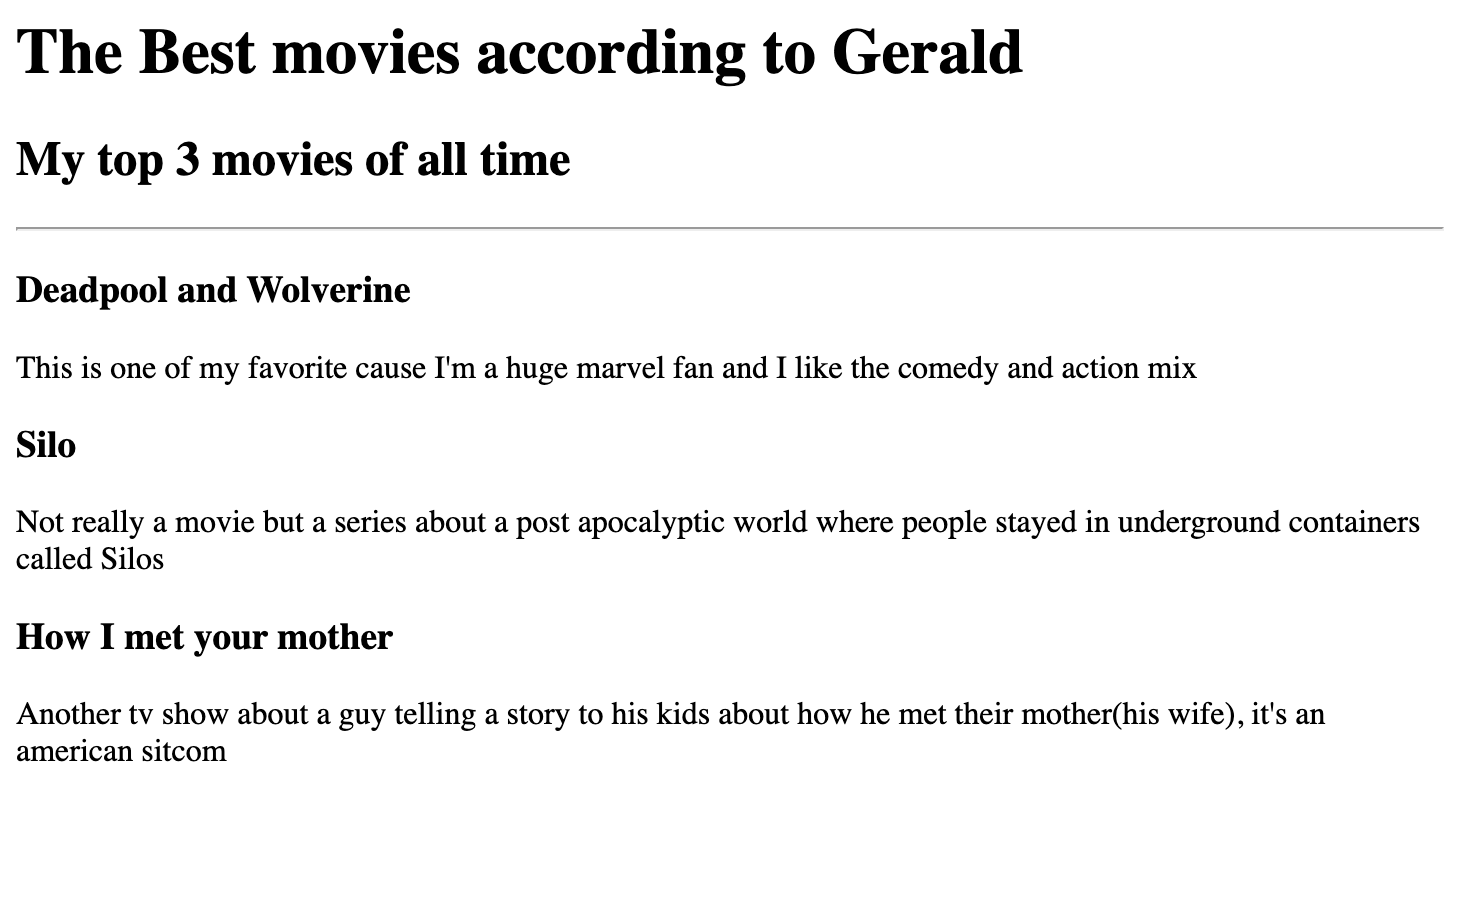 The Best movies according to Gerald
My top 3 movies of all time
Deadpool and Wolverine
This is one of my favorite cause I'm a huge marvel fan and I like the comedy and action mix
Silo
Not really a movie but a series about a post apocalyptic world where people stayed in underground containers
called Silos
How I met your mother
Another tv show about a guy telling a story to his kids about how he met their mother(his wife), it's an
american sitcom